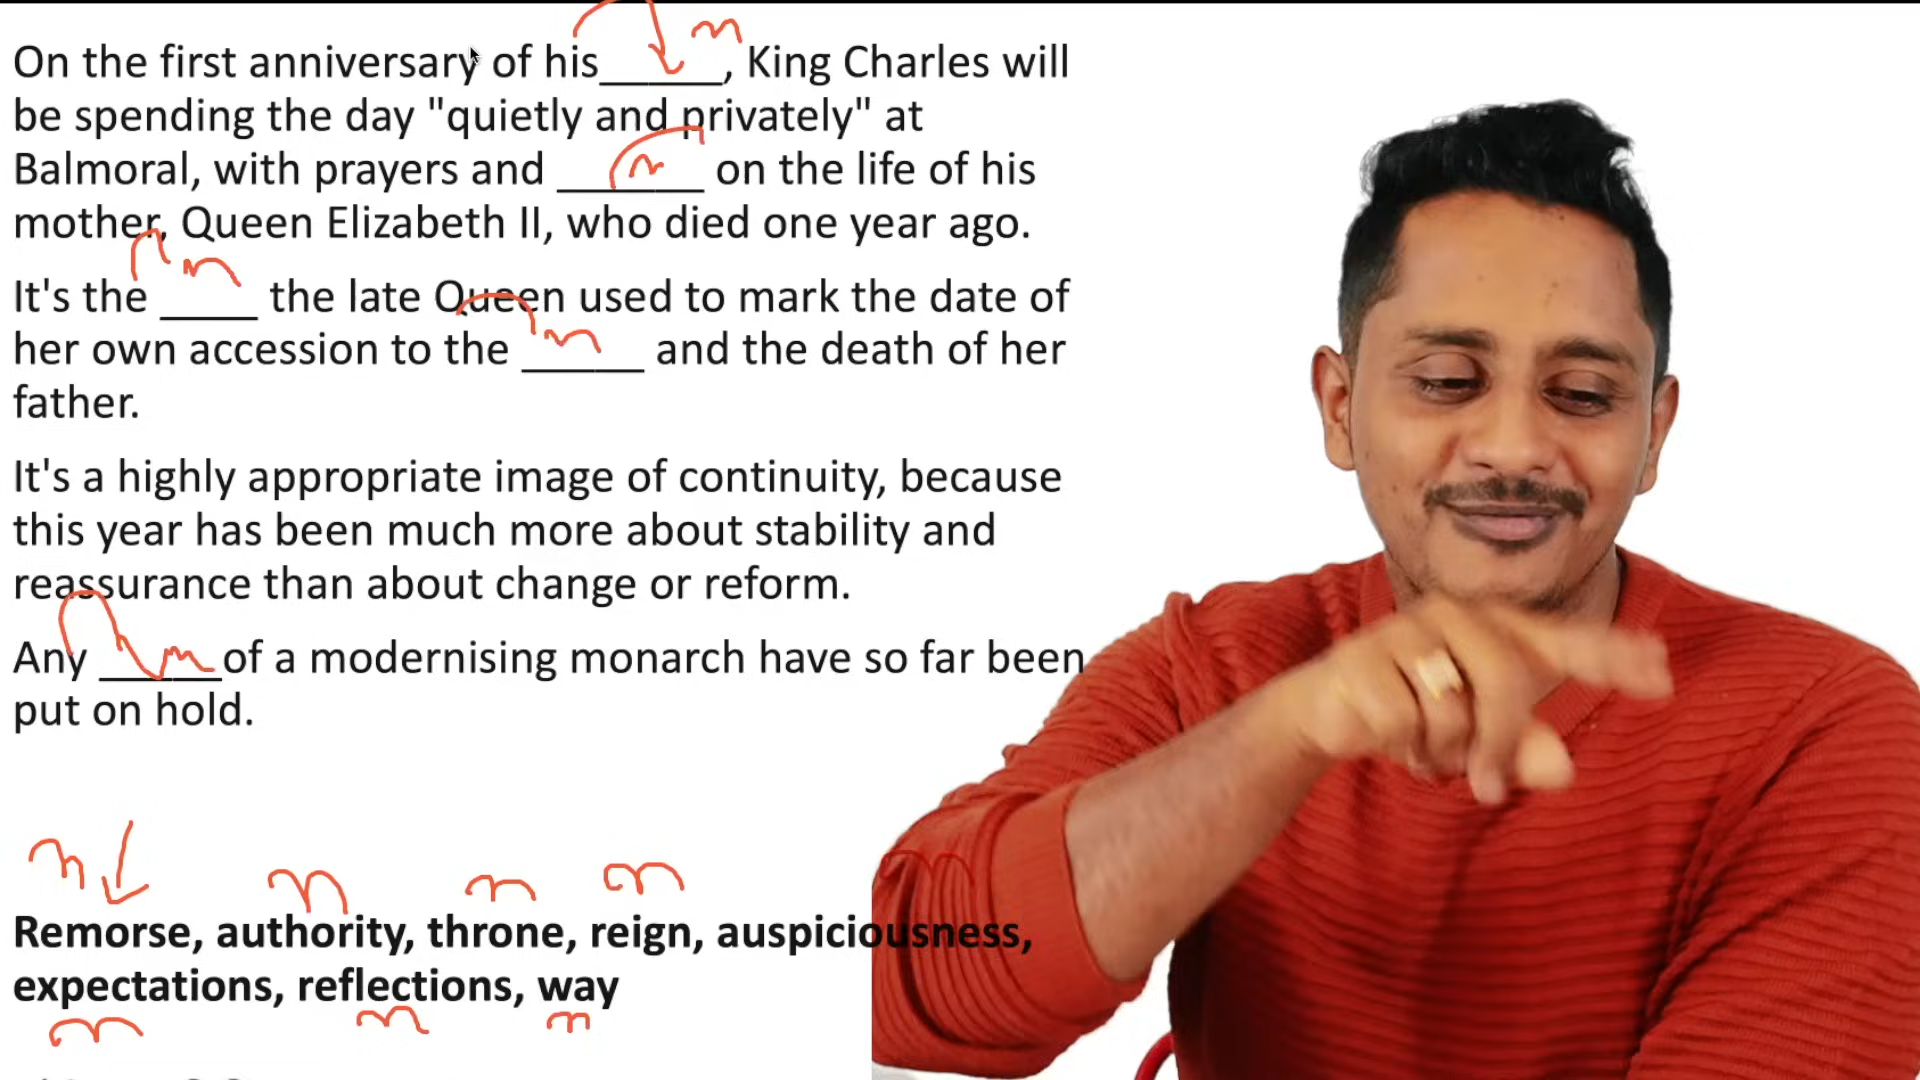 On the first anniversary of his_____, King Charles will
be spending the day "quietly and privately" at
Balmoral, with prayers and ______ on the life of his
mother, Queen Elizabeth II, who died one year ago.
It's the ____ the late Queen used to mark the date of
her own accession to the _____ and the death of her
father.
It's a highly appropriate image of continuity, because
this year has been much more about stability and
reassurance than about change or reform.
Any _____of a modernising monarch have so far been
put on hold.
Remorse, authority, throne, reign, auspiciousness,
expectations, reflections, way